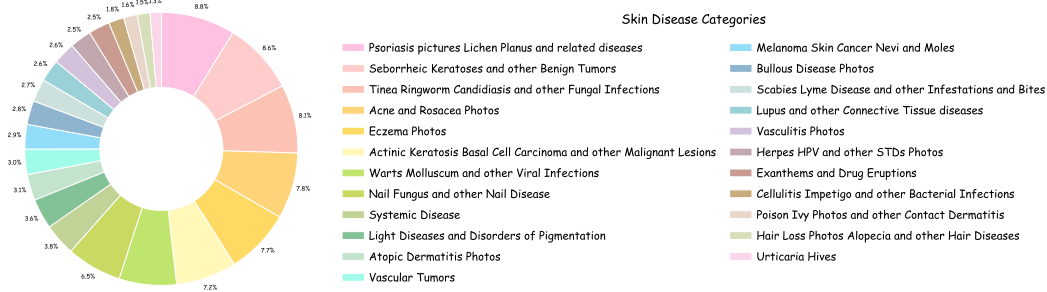 Skin Disease Categories
Psoriasis pictures Lichen Planus and related diseases
Seborrheic Keratoses and other Benign Tumors
Tinea Ringworm Candidiasis and other Fungal Infections
Acne and Rosacea Photos
Eczema Photos
Actinic Keratosis Basal Cell Carcinoma and other Malignant Lesions
Warts Molluscum and other Viral Infections
Nail Fungus and other Nail Disease
Systemic Disease
Light Diseases and Disorders of Pigmentation
Atopic Dermatitis Photos
Vascular Tumors
Melanoma Skin Cancer Nevi and Moles
Bullous Disease Photos
Scabies Lyme Disease and other Infestations and Bites
Lupus and other Connective Tissue diseases
Vasculitis Photos
Herpes HPV and other STDs Photos
Exanthems and Drug Eruptions
Cellulitis Impetigo and other Bacterial Infections
Poison Ivy Photos and other Contact Dermatitis
Hair Loss Photos Alopecia and other Hair Diseases
Urticaria Hives
8.8%
8.6%
8.1%
7.8%
7.7%
7.2%
6.5%
3.8%
3.6%
3.1%
3.0%
2.9%
2.8%
2.7%
2.6%
2.6%
2.5%
2.5%
1.8%
1.6%
1.5%